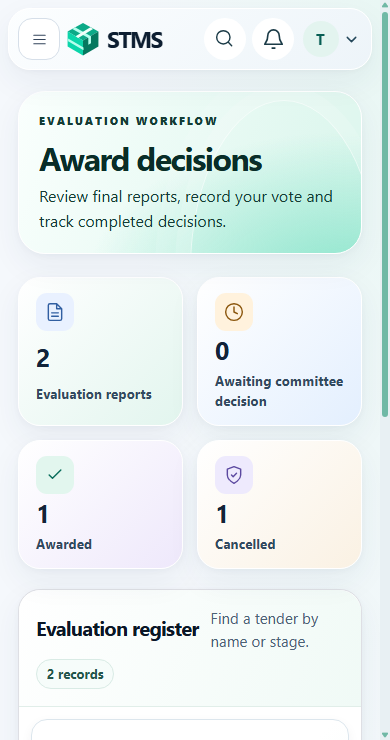 STMS
T
EVALUATION WORKFLOW
Award decisions
Review final reports, record your vote and
track completed decisions.
2
Evaluation reports
0
Awaiting committee
decision
1
Awarded
1
Cancelled
Evaluation register
Find a tender by
name or stage.
2 records